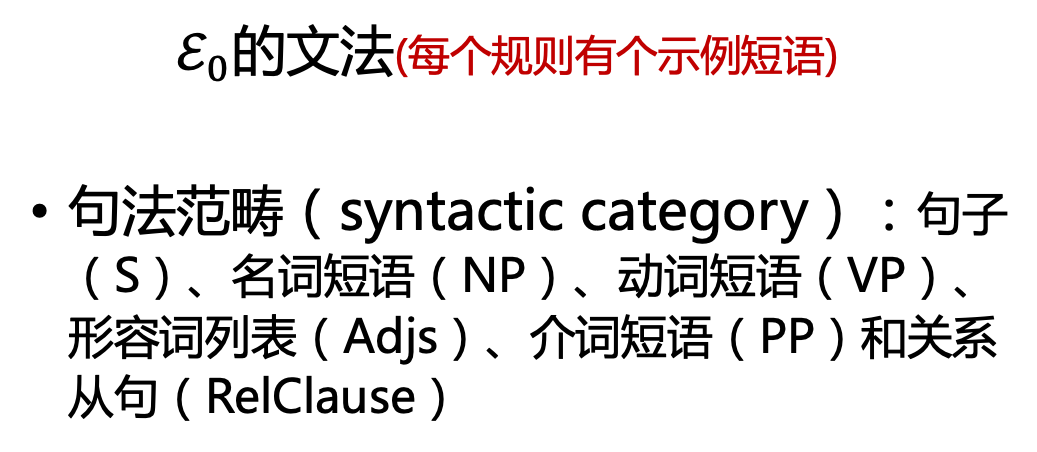 ℰ₀的文法(每个规则有个示例短语)
• 句法范畴（syntactic category）：句子
（S）、名词短语（NP）、动词短语（VP）、
形容词列表（Adjs）、介词短语（PP）和关系
从句（RelClause）